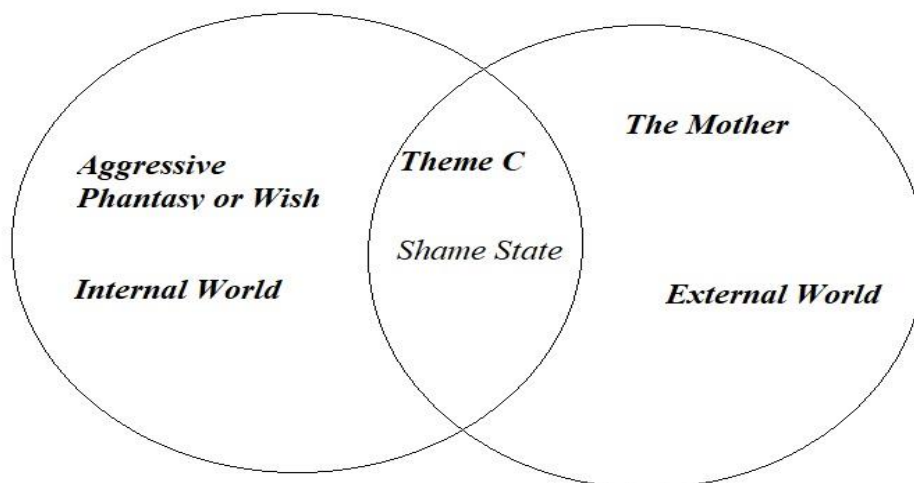 Aggressive
Phantasy or Wish
Internal World
Theme C
Shame State
The Mother
External World